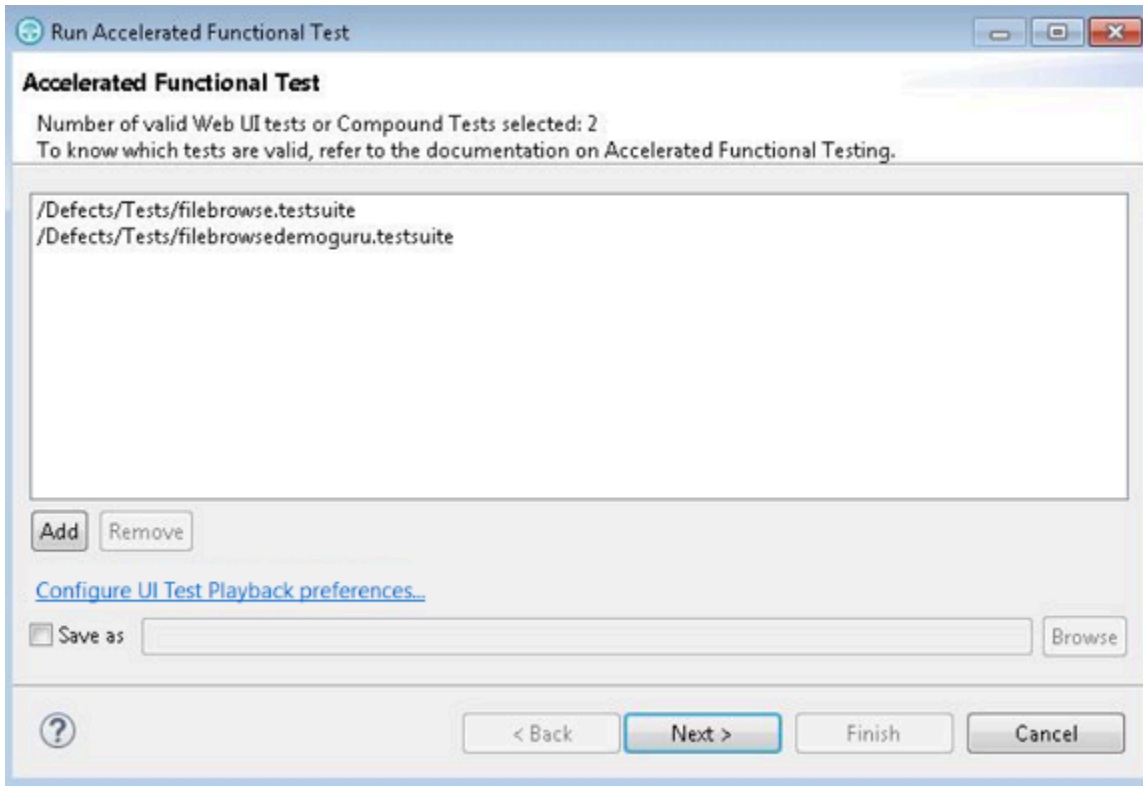 Run Accelerated Functional Test
Accelerated Functional Test
Number of valid Web UI tests or Compound Tests selected: 2
To know which tests are valid, refer to the documentation on Accelerated Functional Testing.
/Defects/Tests/filebrowse.testsuite
/Defects/Tests/filebrowsedemoguru.testsuite
Add Remove
Configure UI Test Playback preferences...
Save as Browse
? < Back Next > Finish Cancel